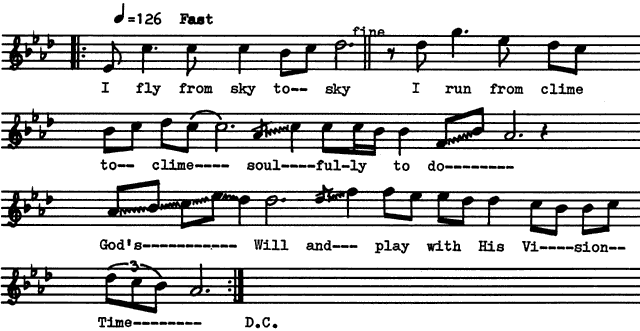 ♩=126 Fast
fine
I fly from sky to-- sky I run from clime
to-- clime---- soul----ful-ly to do--------
God's------------ Will and--- play with His Vi----sion--
3
Time-------- D.C.